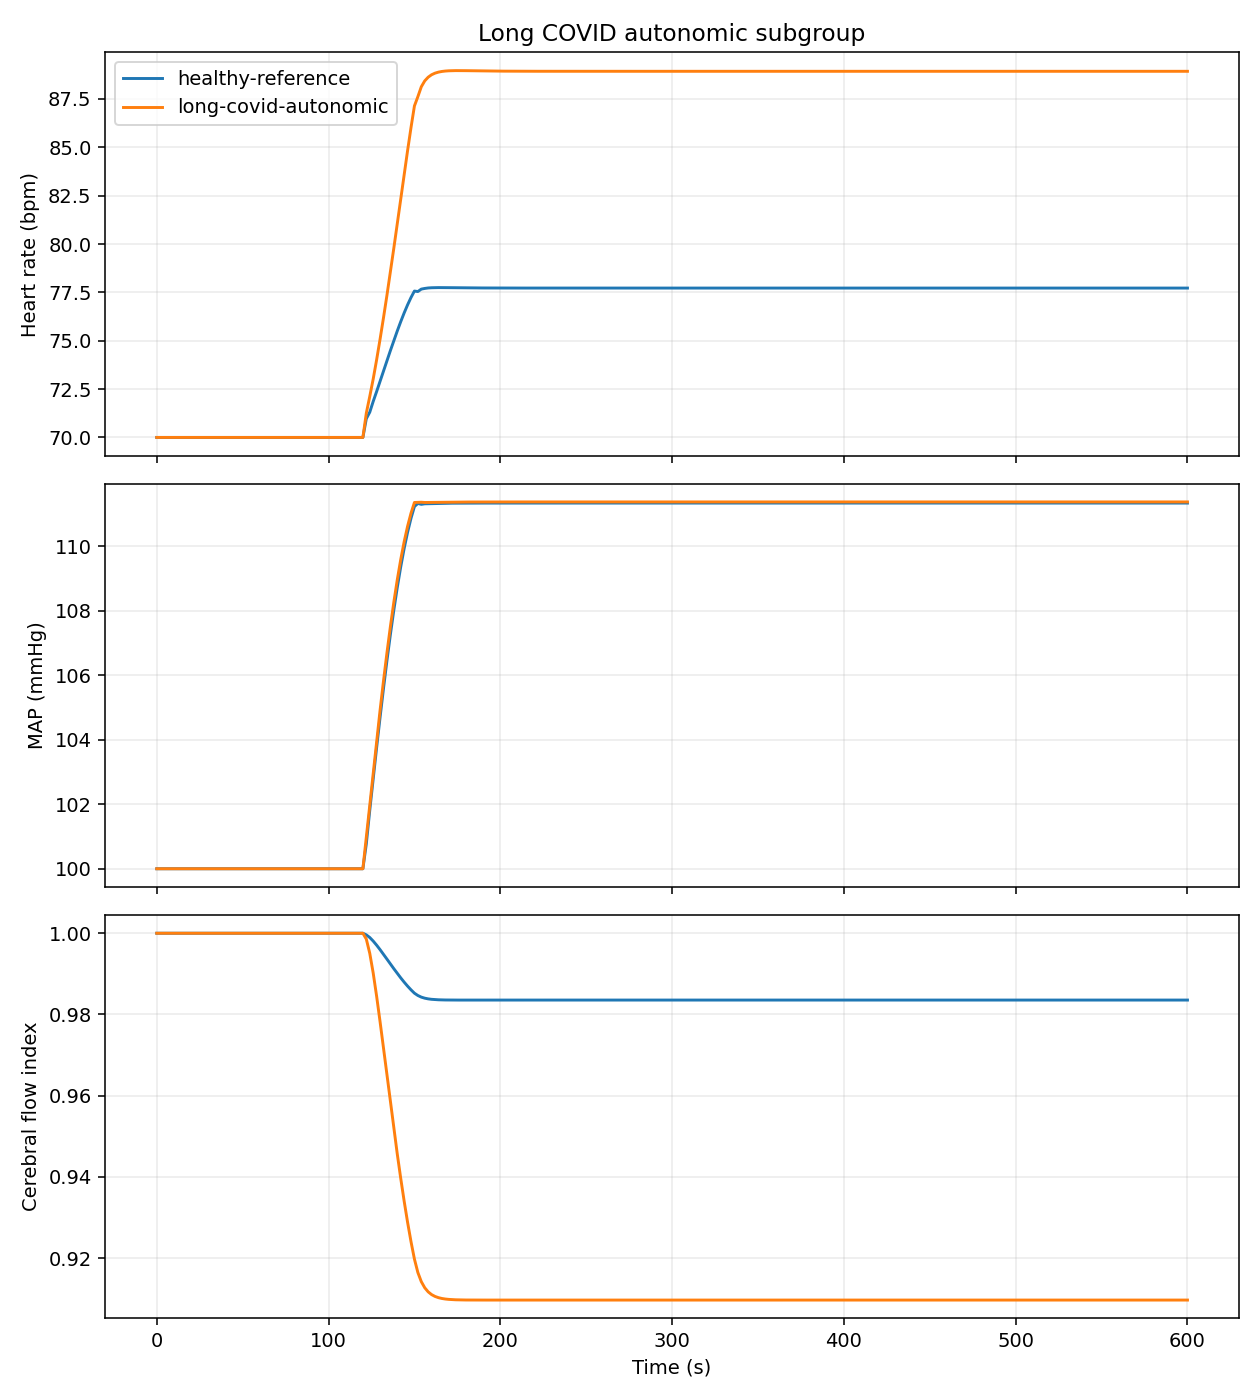 Long COVID autonomic subgroup
healthy-reference
long-covid-autonomic
Heart rate (bpm)
87.5
85.0
82.5
80.0
77.5
75.0
72.5
70.0
MAP (mmHg)
110
108
106
104
102
100
Cerebral flow index
1.00
0.98
0.96
0.94
0.92
0 100 200 300 400 500 600
Time (s)